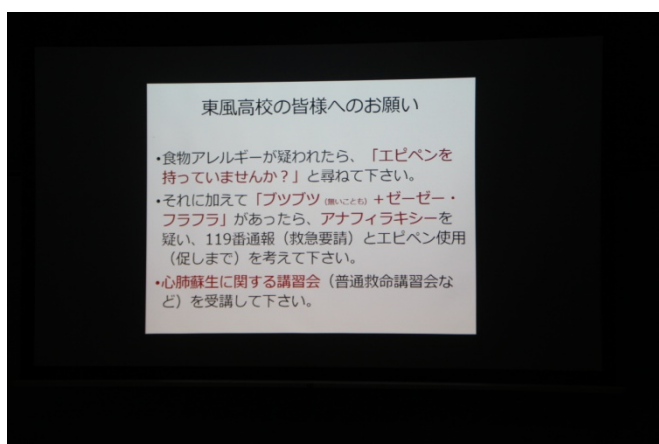 東風高校の皆様へのお願い
•食物アレルギーが疑われたら、「エピペンを
持っていませんか？」と尋ねて下さい。
•それに加えて「ブツブツ（無いことも）＋ゼーゼー・
フラフラ」があったら、アナフィラキシーを
疑い、119番通報（救急要請）とエピペン使用
（促しまで）を考えて下さい。
•心肺蘇生に関する講習会（普通救命講習会な
ど）を受講して下さい。